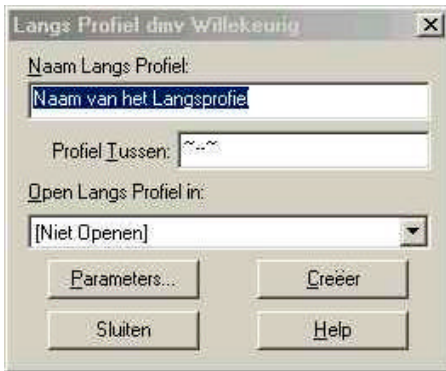 Langs Profiel dmv Willekeurig
Naam Langs Profiel:
Naam van het Langsprofiel
Profiel Tussen: ~--~
Open Langs Profiel in:
[Niet Openen]
Parameters... Creëer
Sluiten Help